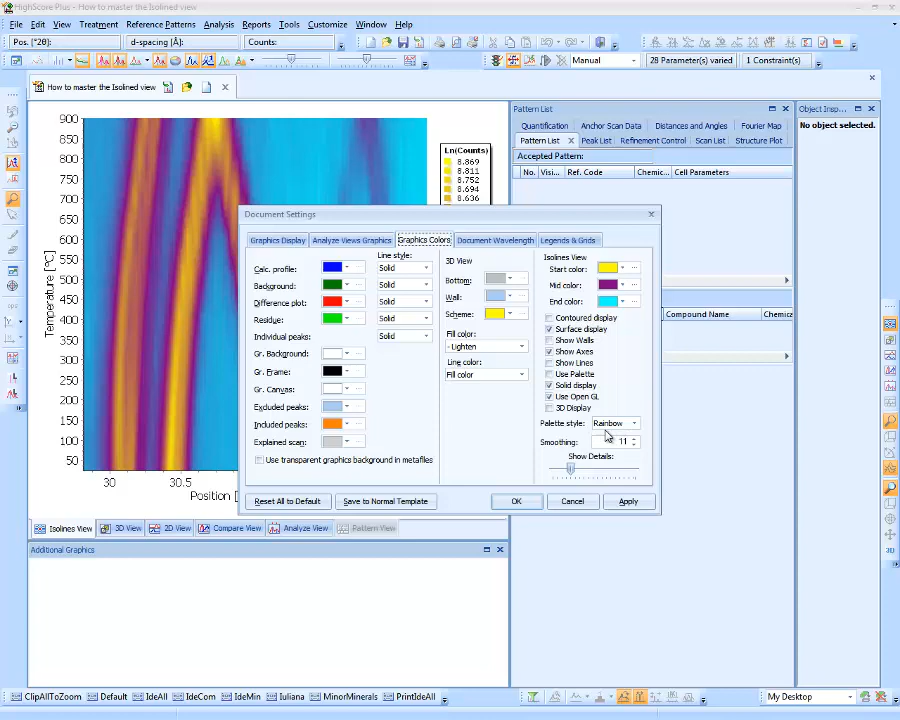 HighScore Plus - How to master the Isolined view
File Edit View Treatment Reference Patterns Analysis Reports Tools Customize Window Help
Pos. [°2θ]: d-spacing [Å]: Counts:
Manual 28 Parameter(s) varied 1 Constraint(s)
How to master the Isolined view
Pattern List
Object Insp...
Quantification Anchor Scan Data Distances and Angles Fourier Map
No object selected.
Pattern List Peak List Refinement Control Scan List Structure Plot
Accepted Pattern:
No. Visi... Ref. Code Chemic... Cell Parameters
Ln(Counts)
8.869
8.811
8.752
8.694
8.636
Temperature [°C]
900
850
800
750
700
650
600
550
500
450
400
350
300
250
200
150
100
50
30 30.5
Position [°
Compound Name Chemica
Document Settings
Graphics Display Analyze Views Graphics Graphics Colors Document Wavelength Legends & Grids
Line style:
Calc. profile: Solid
Background: Solid
Difference plot: Solid
Residue: Solid
Individual peaks: Solid
Gr. Background:
Gr. Frame:
Gr. Canvas:
Excluded peaks:
Included peaks:
Explained scan:
Use transparent graphics background in metafiles
3D View
Bottom:
Wall:
Scheme:
Fill color:
- Lighten
Line color:
Fill color
Isolines View
Start color:
Mid color:
End color:
Contoured display
Surface display
Show Walls
Show Axes
Show Lines
Use Palette
Solid display
Use Open GL
3D Display
Palette style: Rainbow
Smoothing: 11
Show Details:
Reset All to Default Save to Normal Template OK Cancel Apply
Isolines View 3D View 2D View Compare View Analyze View Pattern View
Additional Graphics
3D
ClipAllToZoom Default IdeAll IdeCom IdeMin Iuliana MinorMinerals PrintIdeAll My Desktop